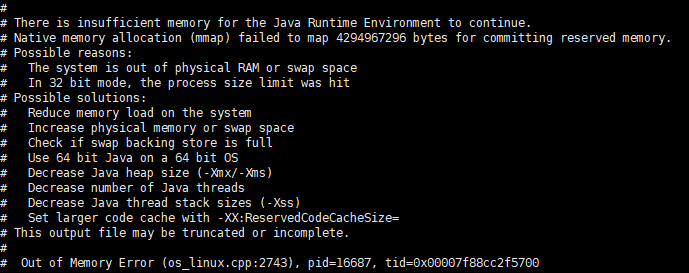 #
# There is insufficient memory for the Java Runtime Environment to continue.
# Native memory allocation (mmap) failed to map 4294967296 bytes for committing reserved memory.
# Possible reasons:
#   The system is out of physical RAM or swap space
#   In 32 bit mode, the process size limit was hit
# Possible solutions:
#   Reduce memory load on the system
#   Increase physical memory or swap space
#   Check if swap backing store is full
#   Use 64 bit Java on a 64 bit OS
#   Decrease Java heap size (-Xmx/-Xms)
#   Decrease number of Java threads
#   Decrease Java thread stack sizes (-Xss)
#   Set larger code cache with -XX:ReservedCodeCacheSize=
# This output file may be truncated or incomplete.
#
#  Out of Memory Error (os_linux.cpp:2743), pid=16687, tid=0x00007f88cc2f5700